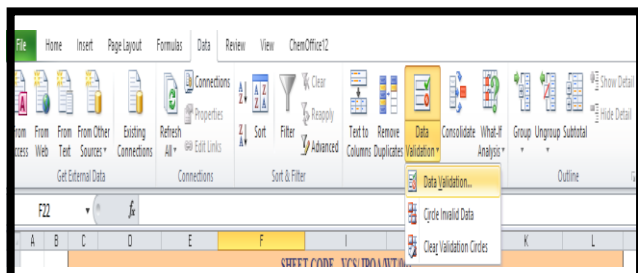 File Home Insert Page Layout Formulas Data Review View ChemOffice12
Connections Clear Show Detail
Properties Reapply Hide Detail
From From From From Other Existing Refresh Edit Links Sort Filter Advanced Text to Remove Data Consolidate What-If Group Ungroup Subtotal
Access Web Text Sources Connections All Columns Duplicates Validation Analysis
Get External Data Connections Sort & Filter Outline
Data Validation...
F22 fx
Circle Invalid Data
A B C D E F I K L
Clear Validation Circles
SHEET CODE